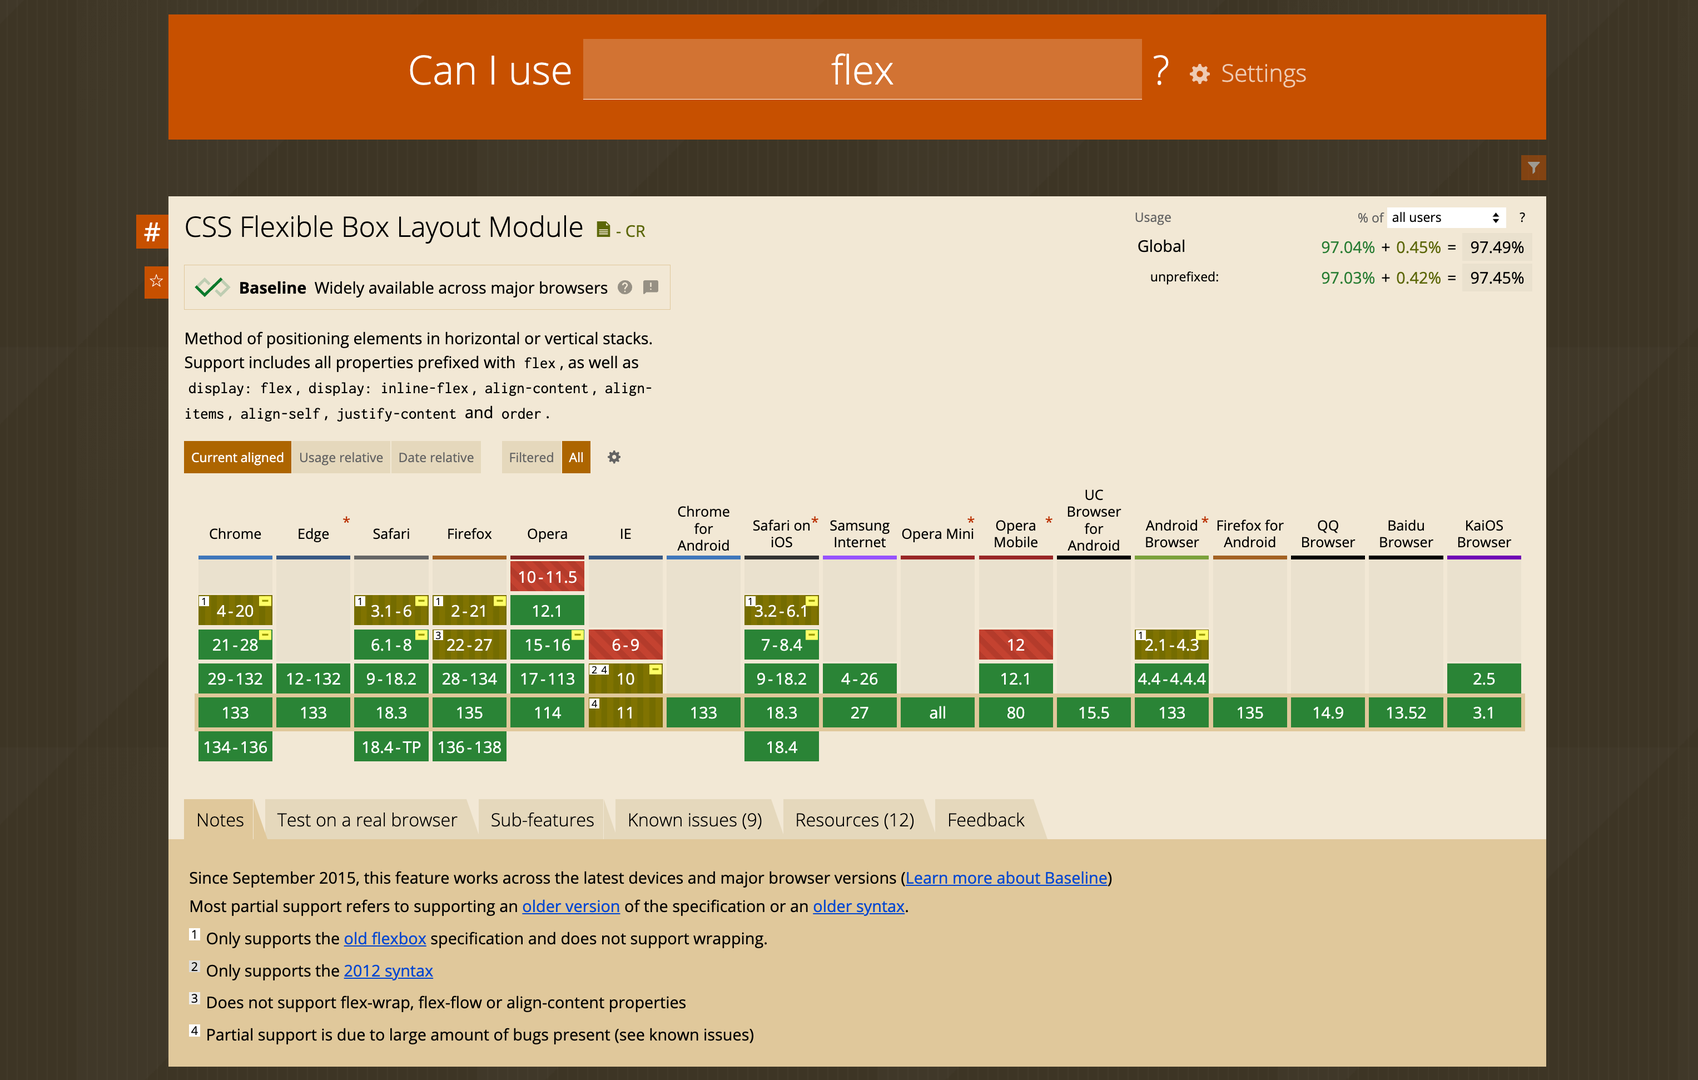 Can I use flex ? Settings
#
CSS Flexible Box Layout Module - CR
Usage % of all users ?
Global 97.04% + 0.45% = 97.49%
unprefixed: 97.03% + 0.42% = 97.45%
Baseline Widely available across major browsers ? !
Method of positioning elements in horizontal or vertical stacks.
Support includes all properties prefixed with flex, as well as
display: flex, display: inline-flex, align-content, align-
items, align-self, justify-content and order.
Current aligned Usage relative Date relative Filtered All
Chrome Edge * Safari Firefox Opera IE Chrome for Android Safari on iOS * Samsung Internet Opera Mini * Opera Mobile * UC Browser for Android Android Browser * Firefox for Android QQ Browser Baidu Browser KaiOS Browser
10-11.5
1 4-20 1 3.1-6 1 2-21 12.1 1 3.2-6.1
21-28 6.1-8 3 22-27 15-16 6-9 7-8.4 12 1 2.1-4.3
29-132 12-132 9-18.2 28-134 17-113 2 4 10 9-18.2 4-26 12.1 4.4-4.4.4 2.5
133 133 18.3 135 114 4 11 133 18.3 27 all 80 15.5 133 135 14.9 13.52 3.1
134-136 18.4-TP 136-138 18.4
Notes Test on a real browser Sub-features Known issues (9) Resources (12) Feedback
Since September 2015, this feature works across the latest devices and major browser versions (Learn more about Baseline)
Most partial support refers to supporting an older version of the specification or an older syntax.
1 Only supports the old flexbox specification and does not support wrapping.
2 Only supports the 2012 syntax
3 Does not support flex-wrap, flex-flow or align-content properties
4 Partial support is due to large amount of bugs present (see known issues)